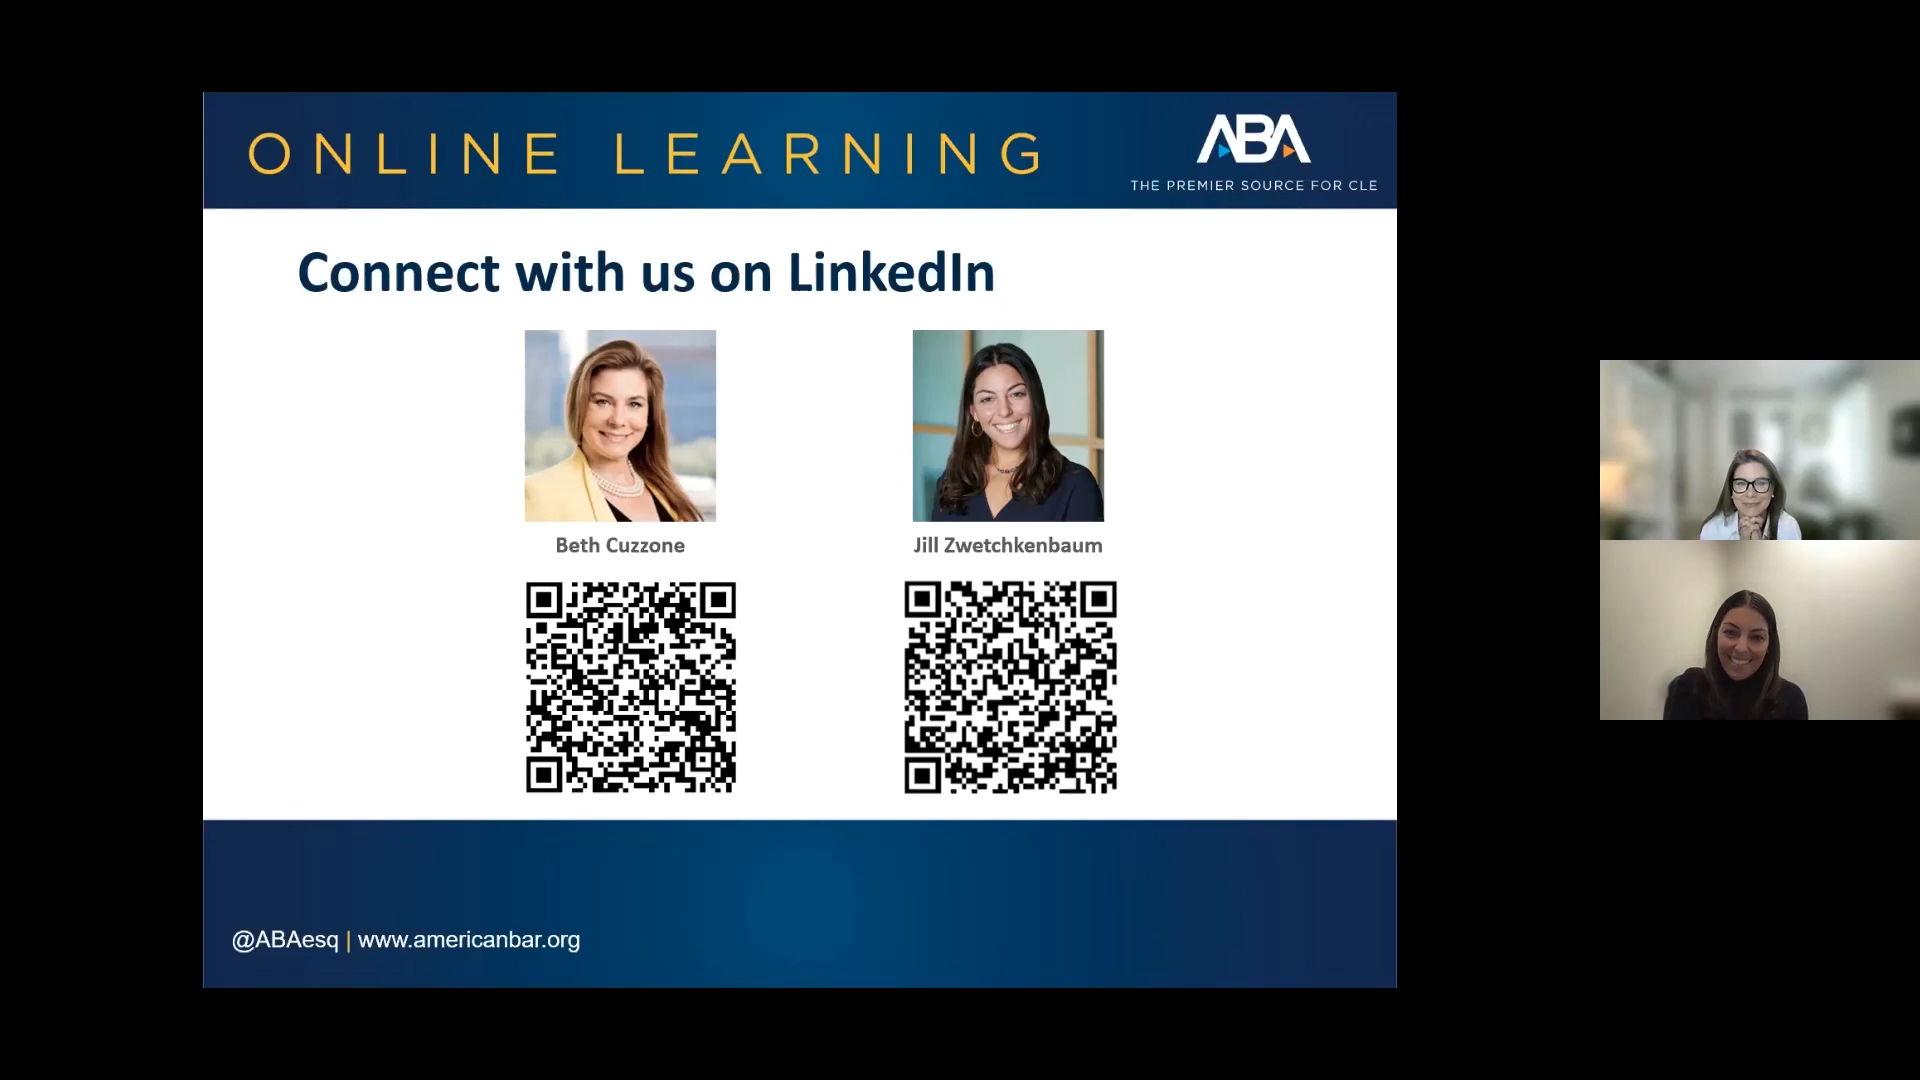 ONLINE LEARNING
ABA
THE PREMIER SOURCE FOR CLE
Connect with us on LinkedIn
Beth Cuzzone
Jill Zwetchkenbaum
@ABAesq | www.americanbar.org